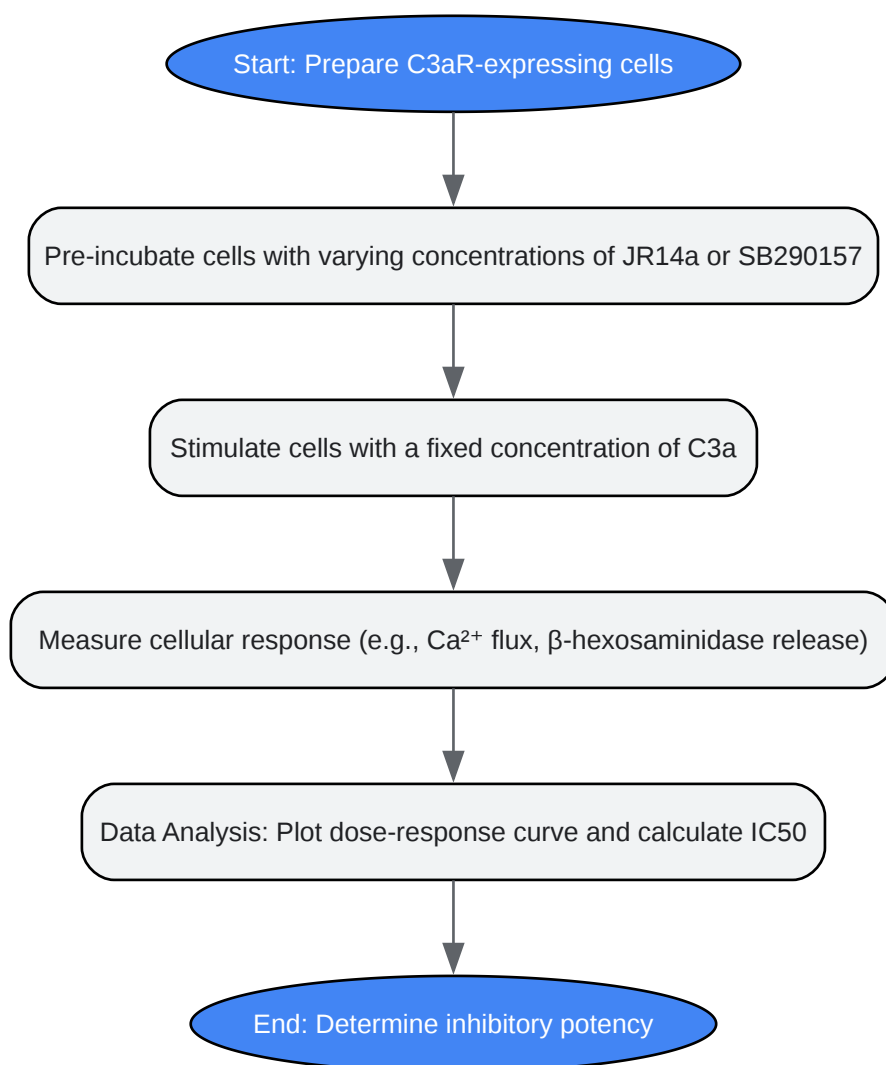 Start: Prepare C3aR-expressing cells
Pre-incubate cells with varying concentrations of JR14a or SB290157
Stimulate cells with a fixed concentration of C3a
Measure cellular response (e.g., Ca²⁺ flux, β-hexosaminidase release)
Data Analysis: Plot dose-response curve and calculate IC50
End: Determine inhibitory potency